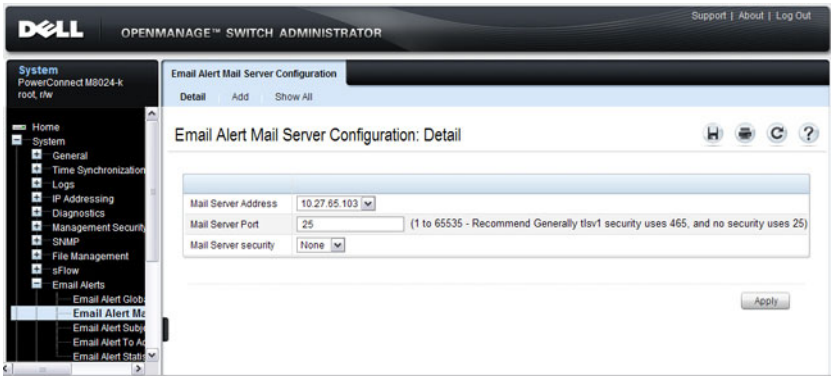 Support | About | Log Out
DELL OPENMANAGE™ SWITCH ADMINISTRATOR
System
PowerConnect M8024-k
root, r/w
Home
System
General
Time Synchronization
Logs
IP Addressing
Diagnostics
Management Security
SNMP
File Management
sFlow
Email Alerts
Email Alert Globa
Email Alert Ma
Email Alert Subje
Email Alert To Ad
Email Alert Statis
Email Alert Mail Server Configuration
Detail Add Show All
Email Alert Mail Server Configuration: Detail
Mail Server Address 10.27.65.103
Mail Server Port 25 (1 to 65535 - Recommend Generally tlsv1 security uses 465, and no security uses 25)
Mail Server security None
Apply